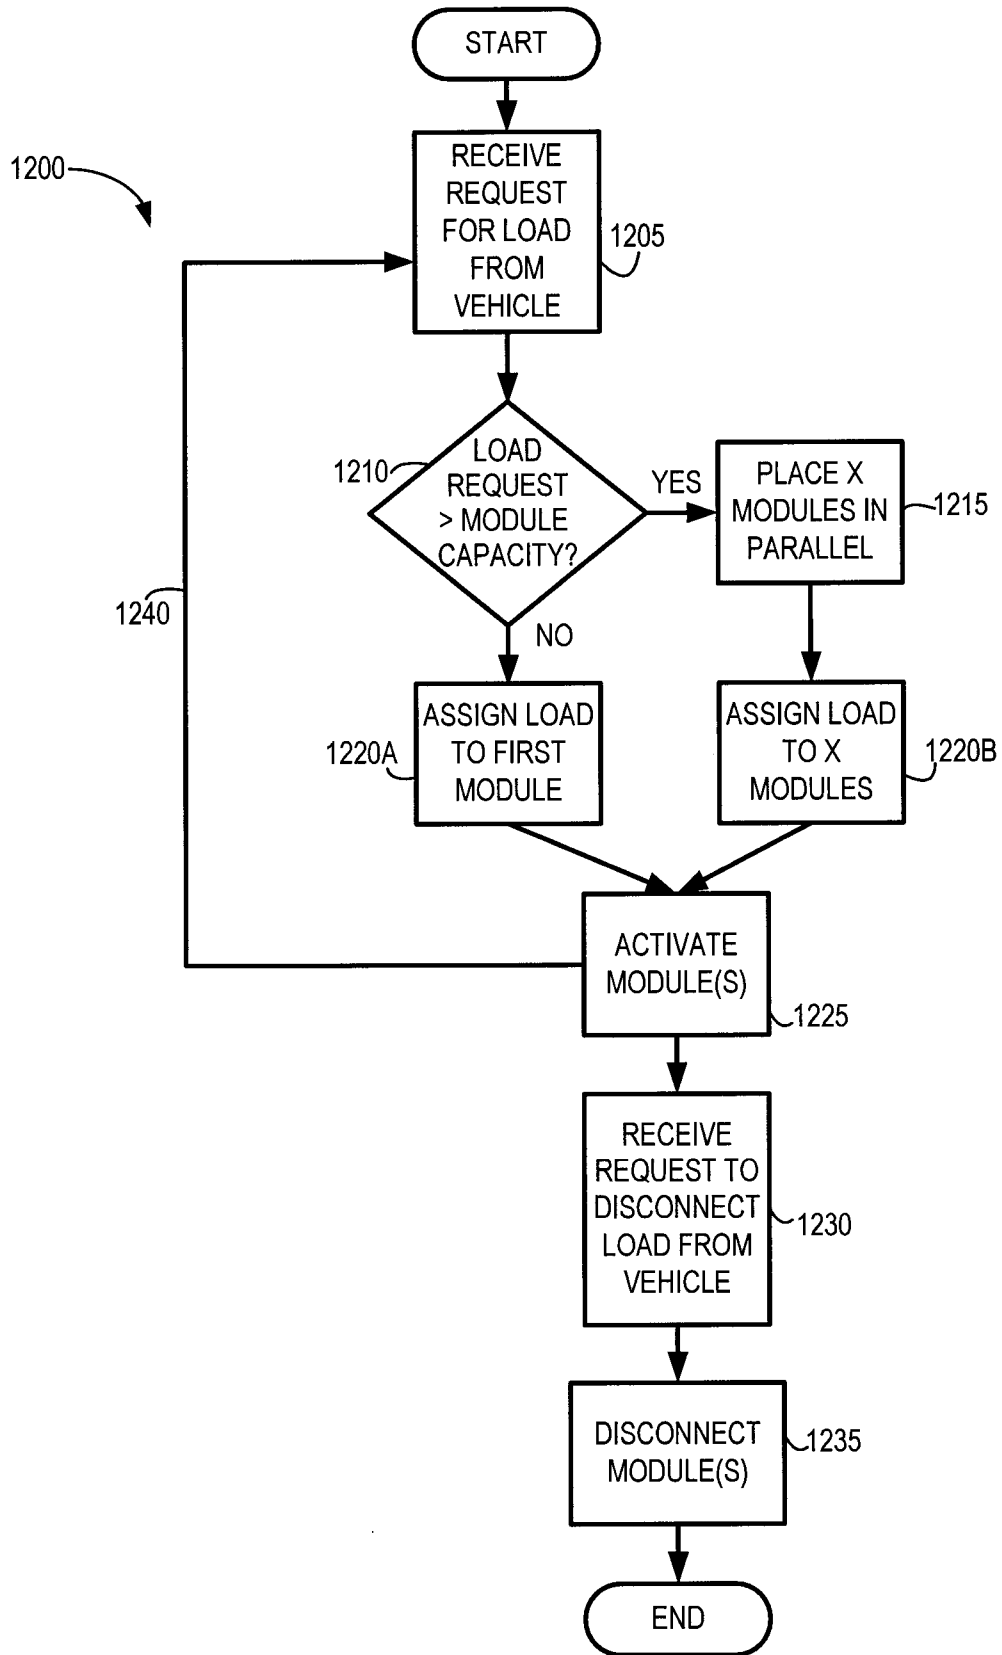 START
1200
RECEIVE
REQUEST
FOR LOAD
FROM
VEHICLE
1205
1210
LOAD
REQUEST
> MODULE
CAPACITY?
YES
PLACE X
MODULES IN
PARALLEL
1215
1240
NO
1220A
ASSIGN LOAD
TO FIRST
MODULE
ASSIGN LOAD
TO X
MODULES
1220B
ACTIVATE
MODULE(S)
1225
RECEIVE
REQUEST TO
DISCONNECT
LOAD FROM
VEHICLE
1230
DISCONNECT
MODULE(S)
1235
END